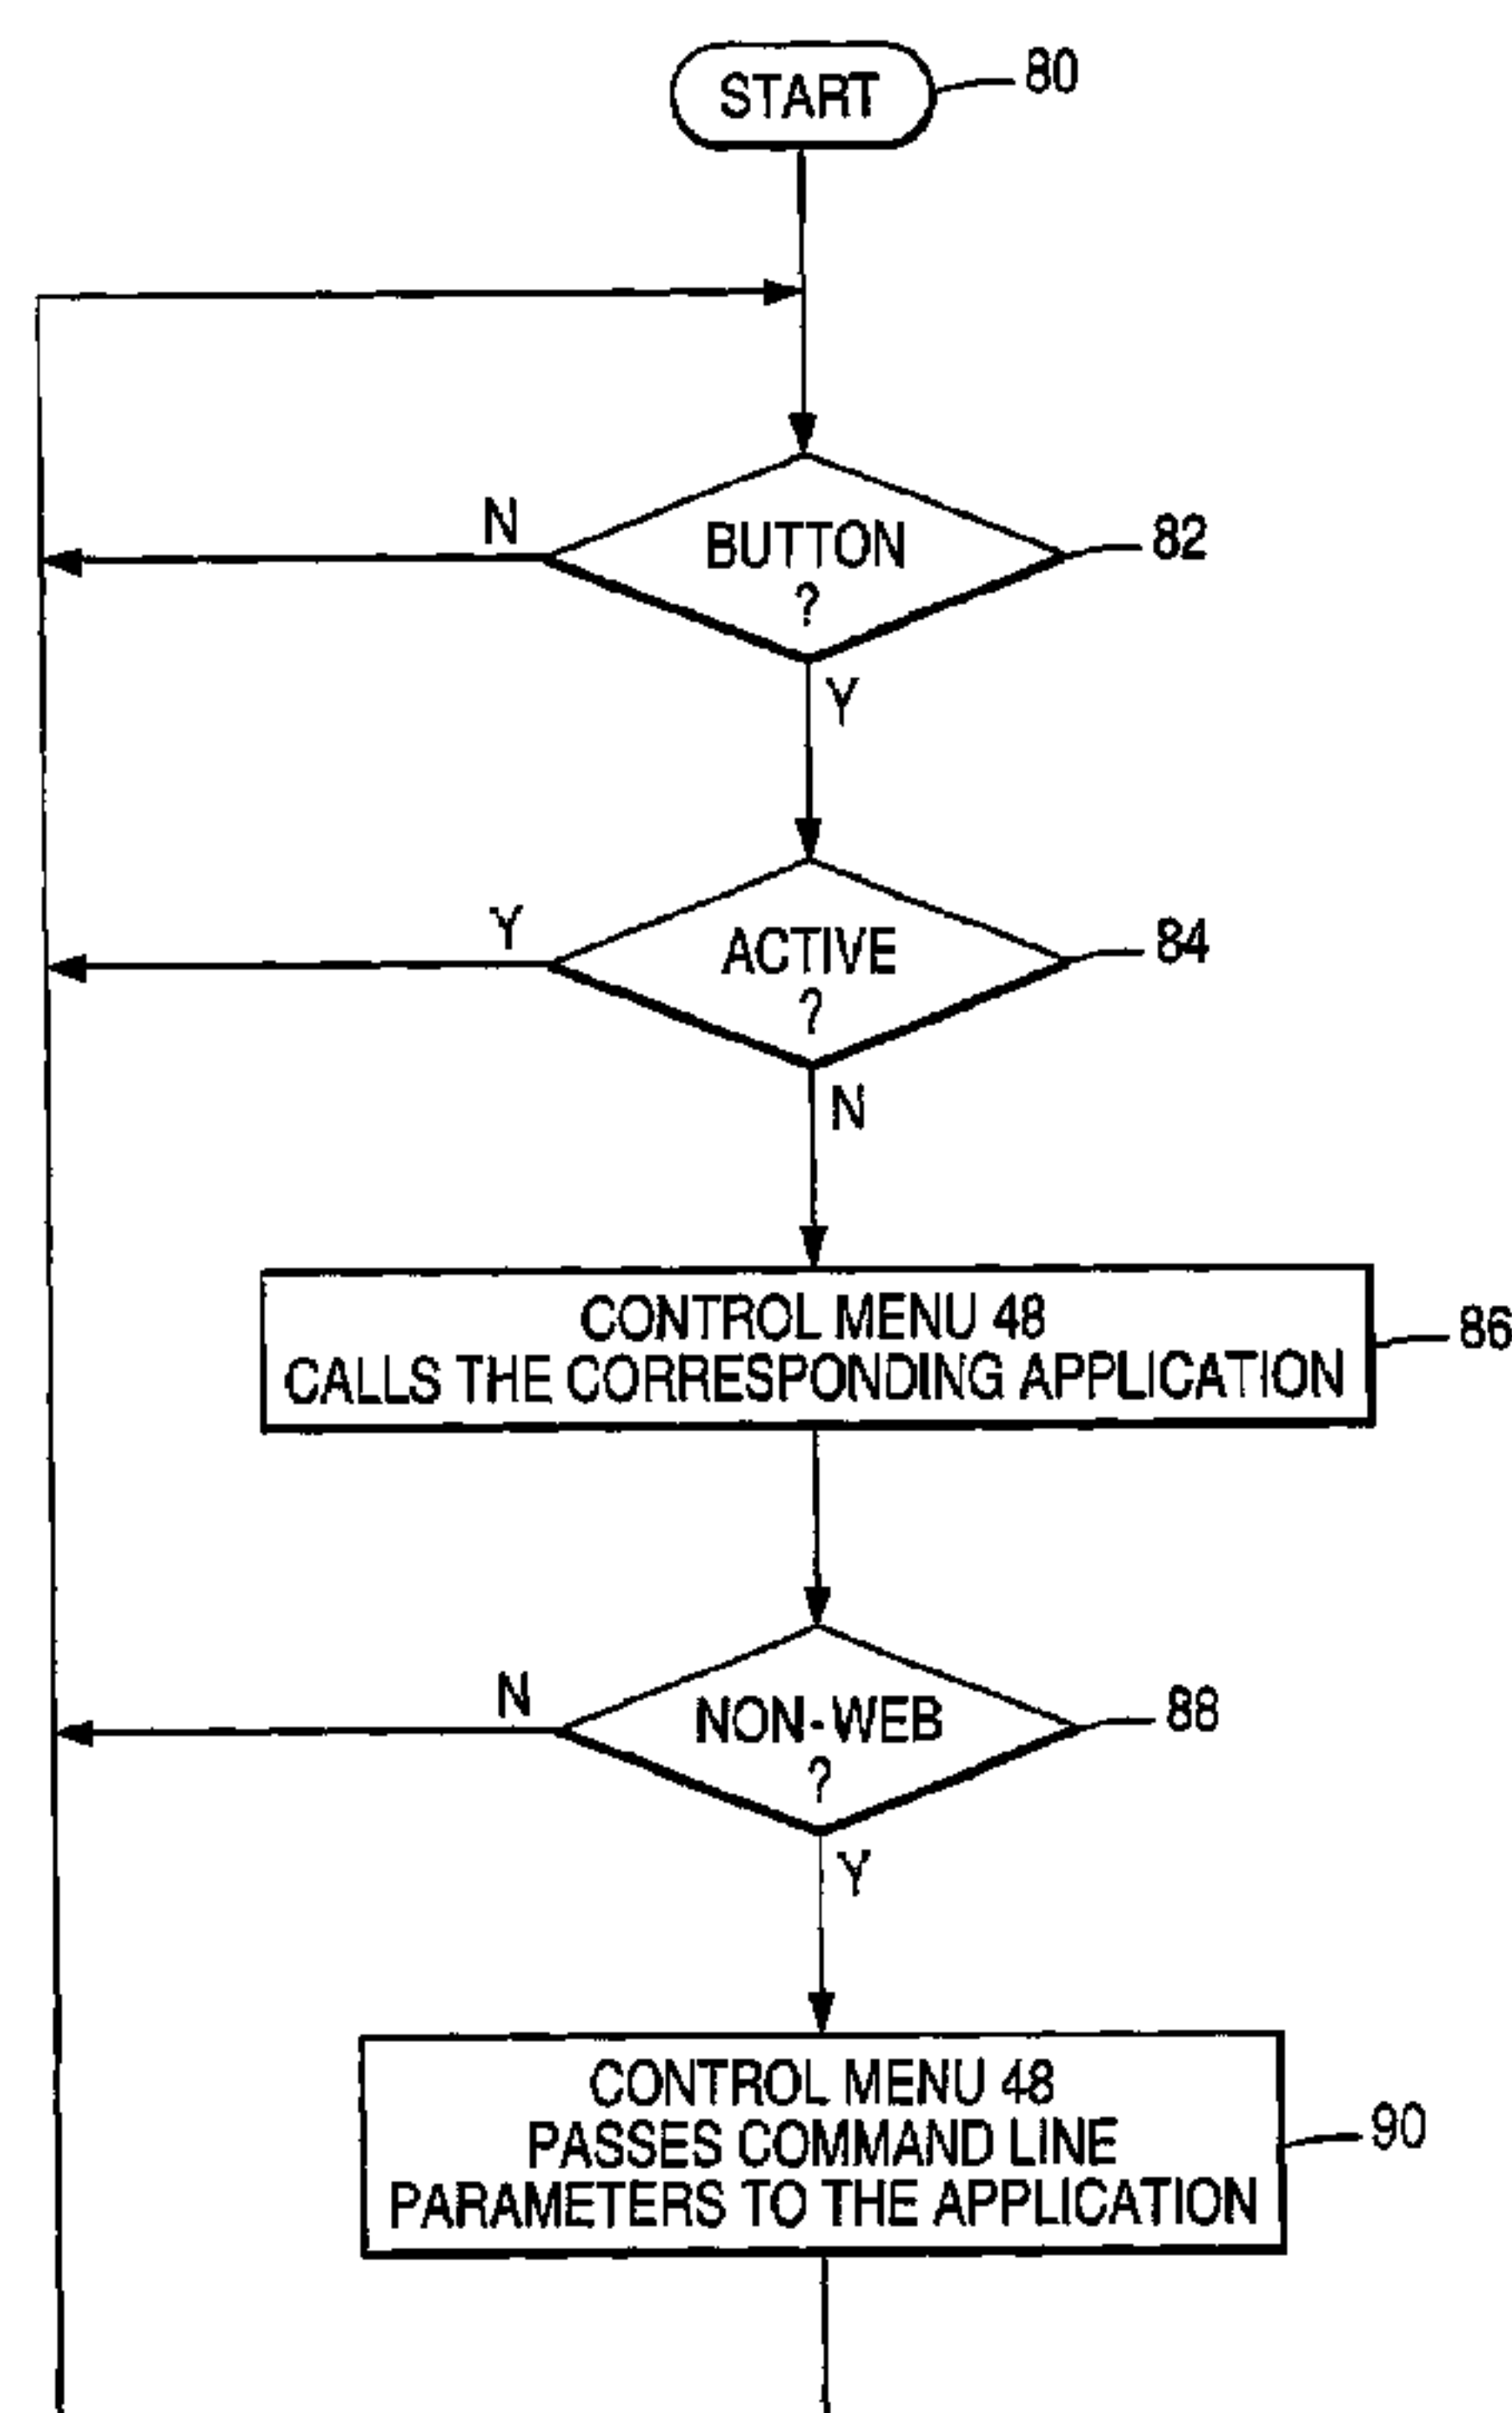 START
80
N
BUTTON
?
82
Y
Y
ACTIVE
?
84
N
CONTROL MENU 48
CALLS THE CORRESPONDING APPLICATION
86
N
NON-WEB
?
88
Y
CONTROL MENU 48
PASSES COMMAND LINE
PARAMETERS TO THE APPLICATION
90